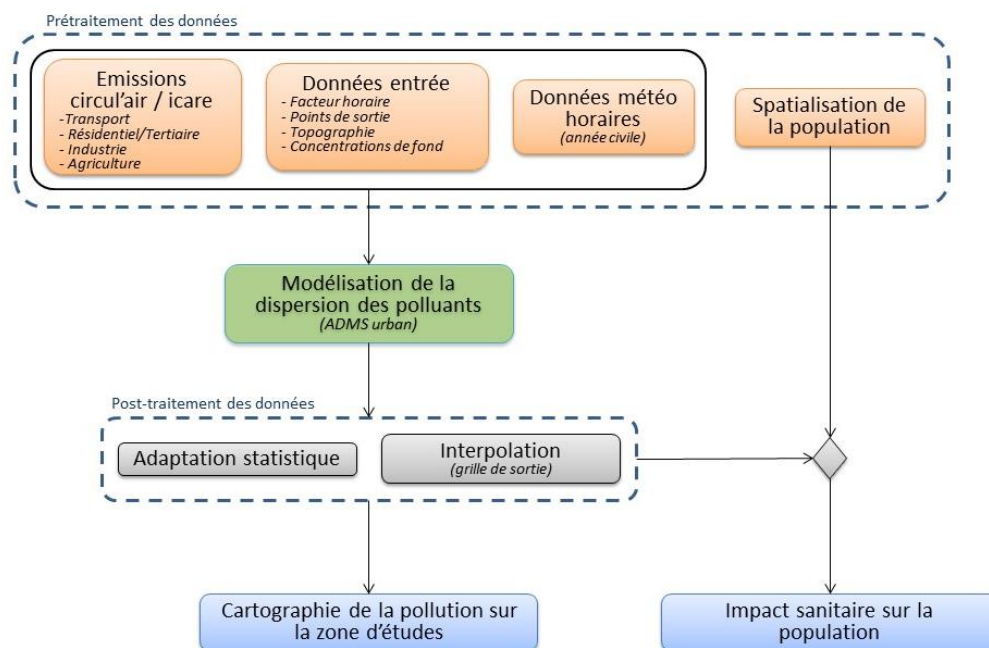 Prétraitement des données
Emissions
circul'air / icare
-Transport
- Résidentiel/Tertiaire
- Industrie
- Agriculture
Données entrée
- Facteur horaire
- Points de sortie
- Topographie
- Concentrations de fond
Données météo
horaires
(année civile)
Spatialisation de
la population
Modélisation de la
dispersion des polluants
(ADMS urban)
Post-traitement des données
Adaptation statistique
Interpolation
(grille de sortie)
Cartographie de la pollution sur
la zone d'études
Impact sanitaire sur la
population